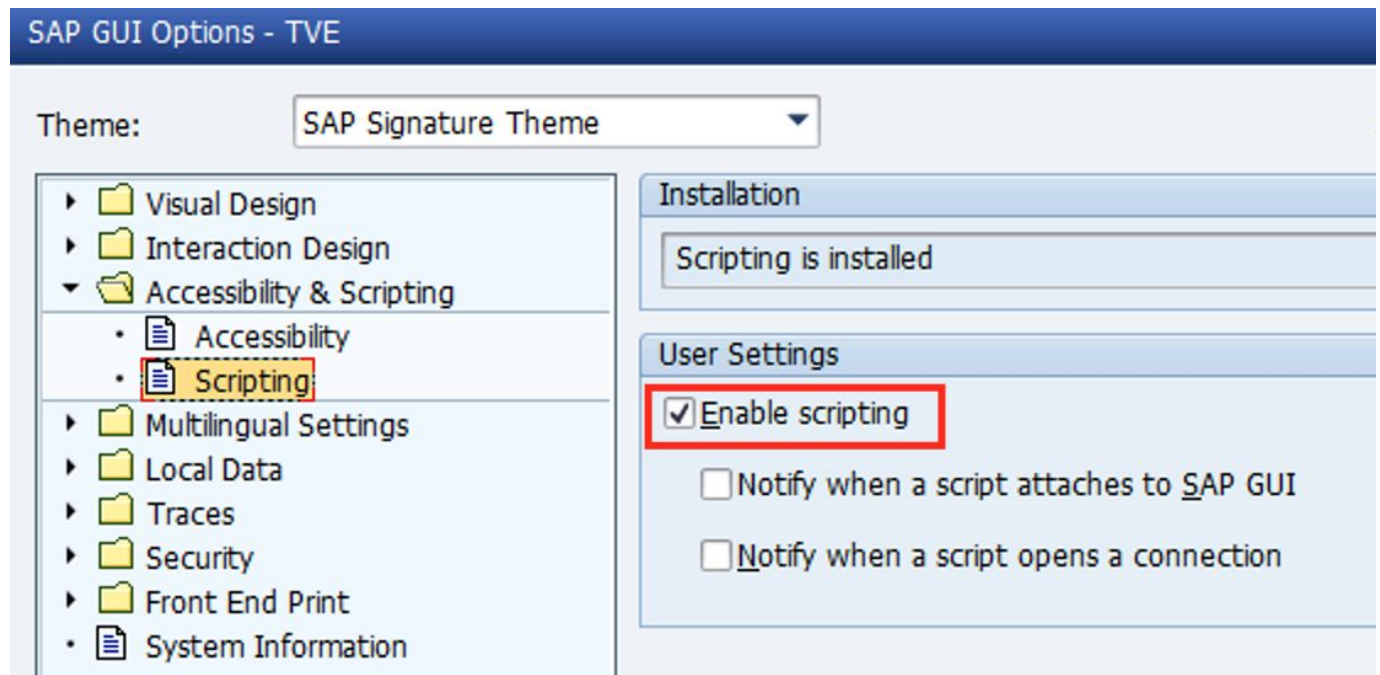 SAP GUI Options - TVE
Theme:
SAP Signature Theme
Visual Design
Interaction Design
Accessibility & Scripting
Accessibility
Scripting
Multilingual Settings
Local Data
Traces
Security
Front End Print
System Information
Installation
Scripting is installed
User Settings
Enable scripting
Notify when a script attaches to SAP GUI
Notify when a script opens a connection